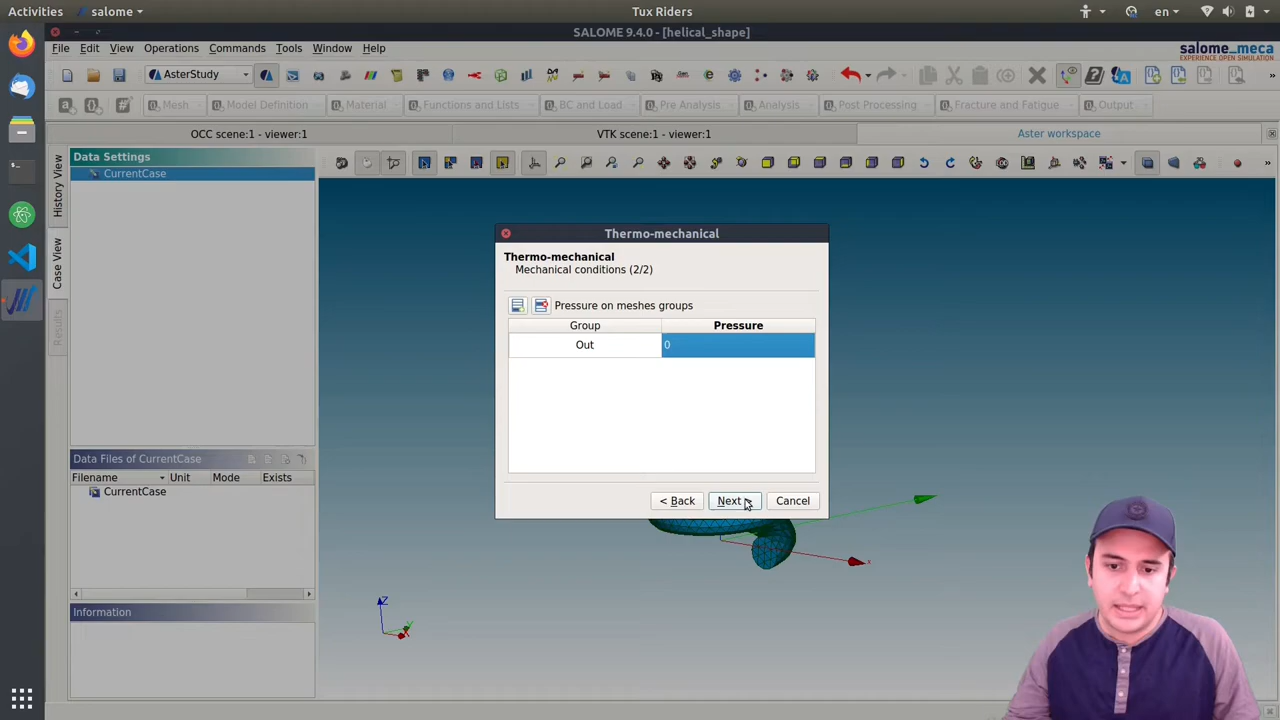 Activities
salome
Tux Riders
en
SALOME 9.4.0 - [helical_shape]
File Edit View Operations Commands Tools Window Help
salome_meca
EXPERIENCE OPEN SIMULATION
AsterStudy
»
Mesh
Model Definition
Material
Functions and Lists
BC and Load
Pre Analysis
Analysis
Post Processing
Fracture and Fatigue
Output
OCC scene:1 - viewer:1
VTK scene:1 - viewer:1
Aster workspace
History View
Case View
Results
Data Settings
CurrentCase
»
Thermo-mechanical
Thermo-mechanical
Mechanical conditions (2/2)
Pressure on meshes groups
Group Pressure
Out 0
< Back Next > Cancel
Data Files of CurrentCase
Filename Unit Mode Exists
CurrentCase
Information
Z
Y
X
x